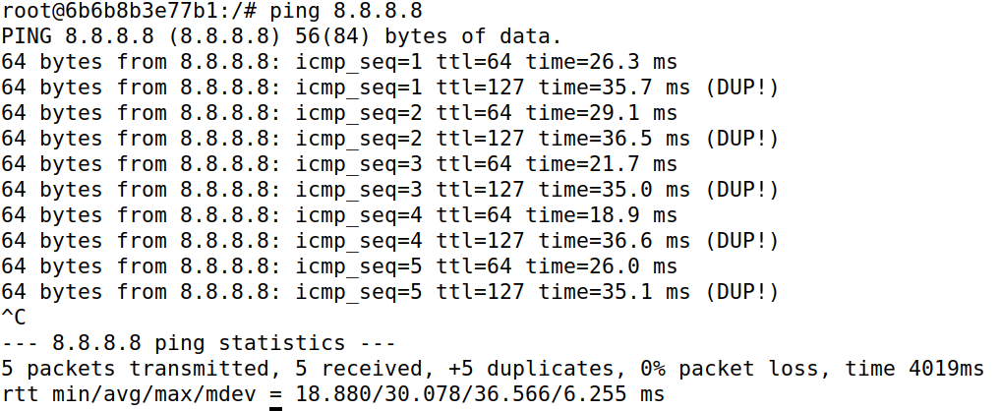 root@6b6b8b3e77b1:/# ping 8.8.8.8
PING 8.8.8.8 (8.8.8.8) 56(84) bytes of data.
64 bytes from 8.8.8.8: icmp_seq=1 ttl=64 time=26.3 ms
64 bytes from 8.8.8.8: icmp_seq=1 ttl=127 time=35.7 ms (DUP!)
64 bytes from 8.8.8.8: icmp_seq=2 ttl=64 time=29.1 ms
64 bytes from 8.8.8.8: icmp_seq=2 ttl=127 time=36.5 ms (DUP!)
64 bytes from 8.8.8.8: icmp_seq=3 ttl=64 time=21.7 ms
64 bytes from 8.8.8.8: icmp_seq=3 ttl=127 time=35.0 ms (DUP!)
64 bytes from 8.8.8.8: icmp_seq=4 ttl=64 time=18.9 ms
64 bytes from 8.8.8.8: icmp_seq=4 ttl=127 time=36.6 ms (DUP!)
64 bytes from 8.8.8.8: icmp_seq=5 ttl=64 time=26.0 ms
64 bytes from 8.8.8.8: icmp_seq=5 ttl=127 time=35.1 ms (DUP!)
^C
--- 8.8.8.8 ping statistics ---
5 packets transmitted, 5 received, +5 duplicates, 0% packet loss, time 4019ms
rtt min/avg/max/mdev = 18.880/30.078/36.566/6.255 ms